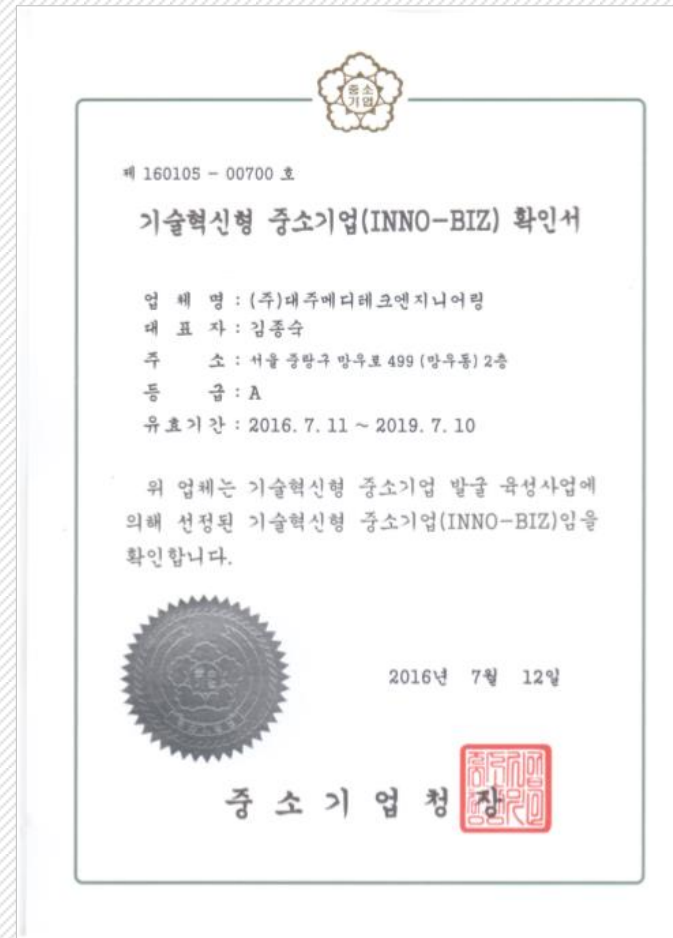 중소
기업
제 160105 - 00700 호
기술혁신형 중소기업(INNO-BIZ) 확인서
업 체 명 : (주)대주메디테크엔지니어링
대 표 자 : 김종숙
주 소 : 서울 중랑구 망우로 499 (망우동) 2층
등 급 : A
유효기간 : 2016. 7. 11 ~ 2019. 7. 10
위 업체는 기술혁신형 중소기업 발굴 육성사업에
의해 선정된 기술혁신형 중소기업(INNO-BIZ)임을
확인합니다.
2016년 7월 12일
중 소 기 업 청 장